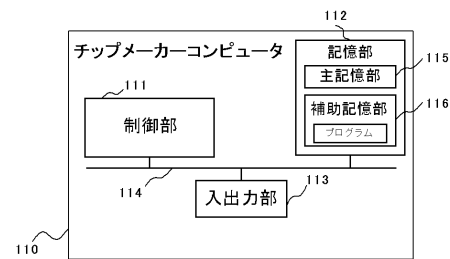 112
チップメーカーコンピュータ
記憶部
111
主記憶部
115
制御部
補助記憶部
116
プログラム
114
113
入出力部
110